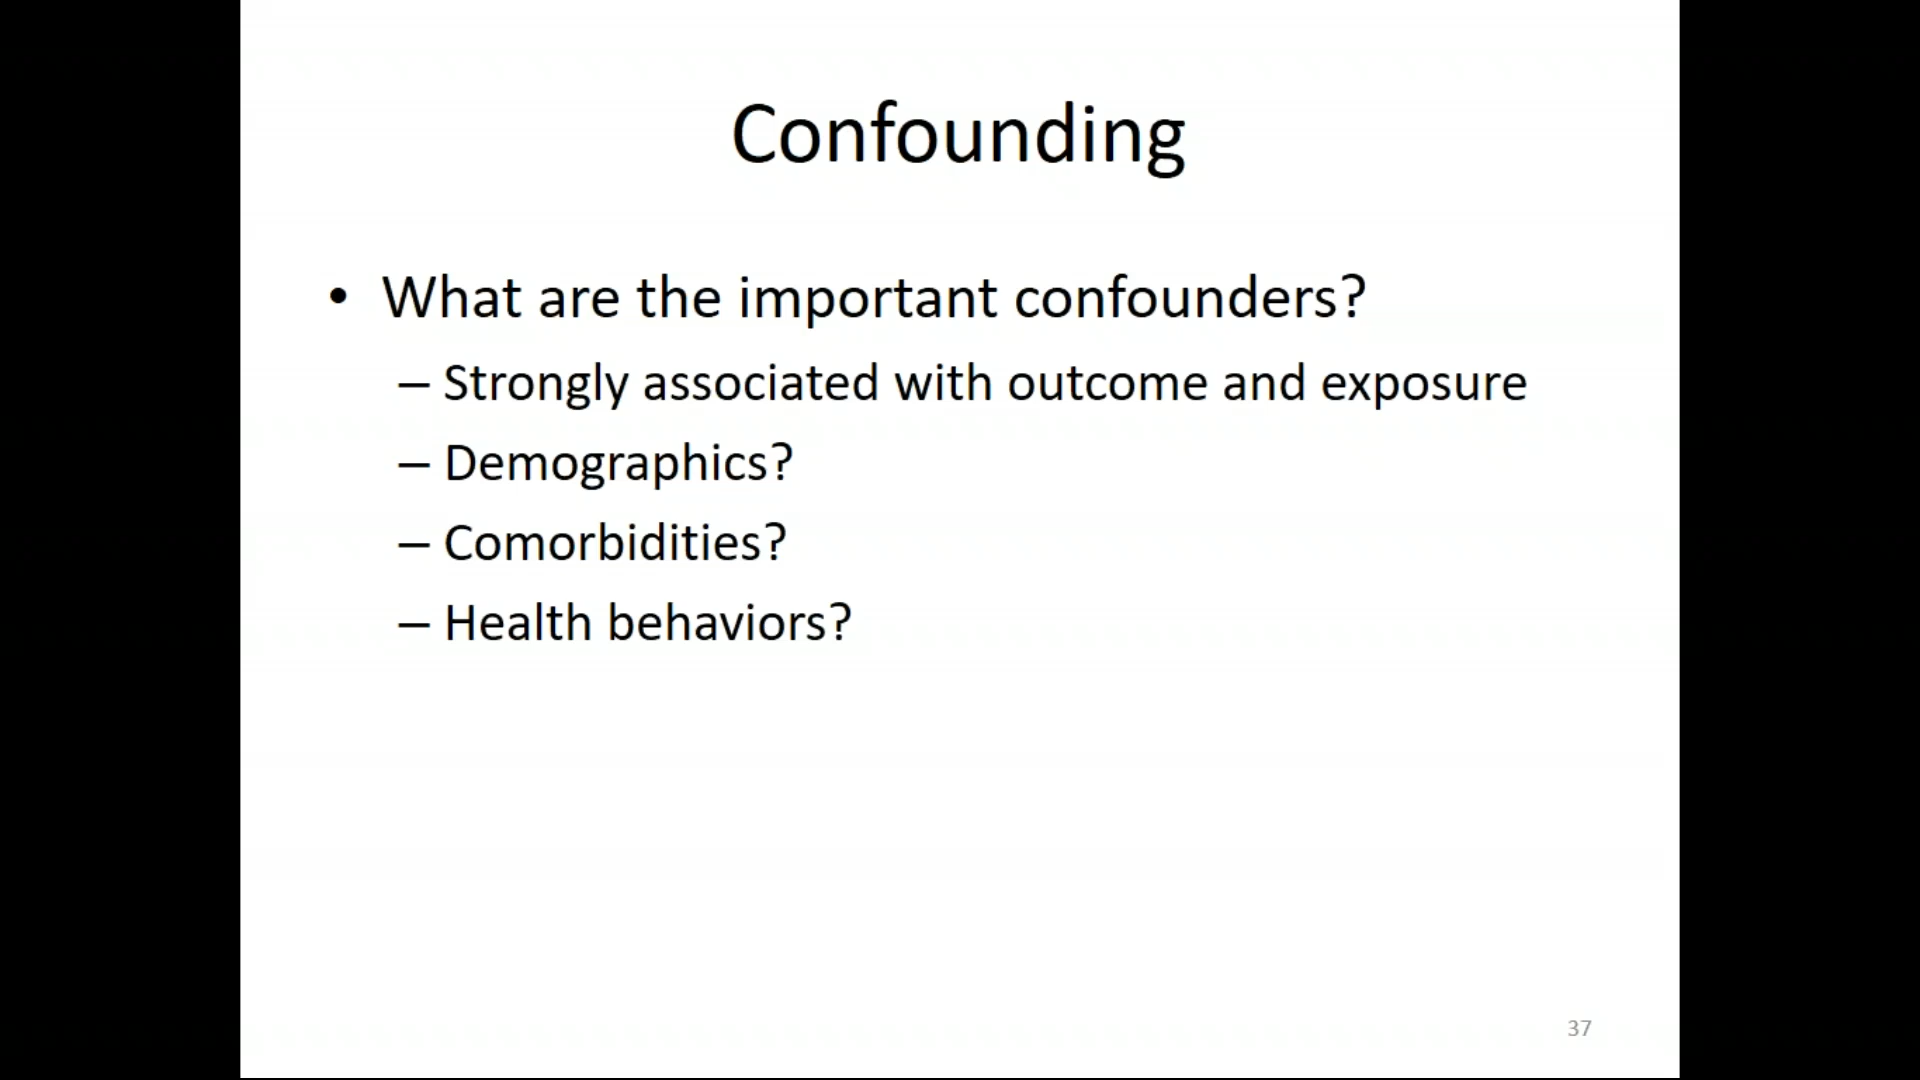 Confounding
• What are the important confounders?
– Strongly associated with outcome and exposure
– Demographics?
– Comorbidities?
– Health behaviors?
37